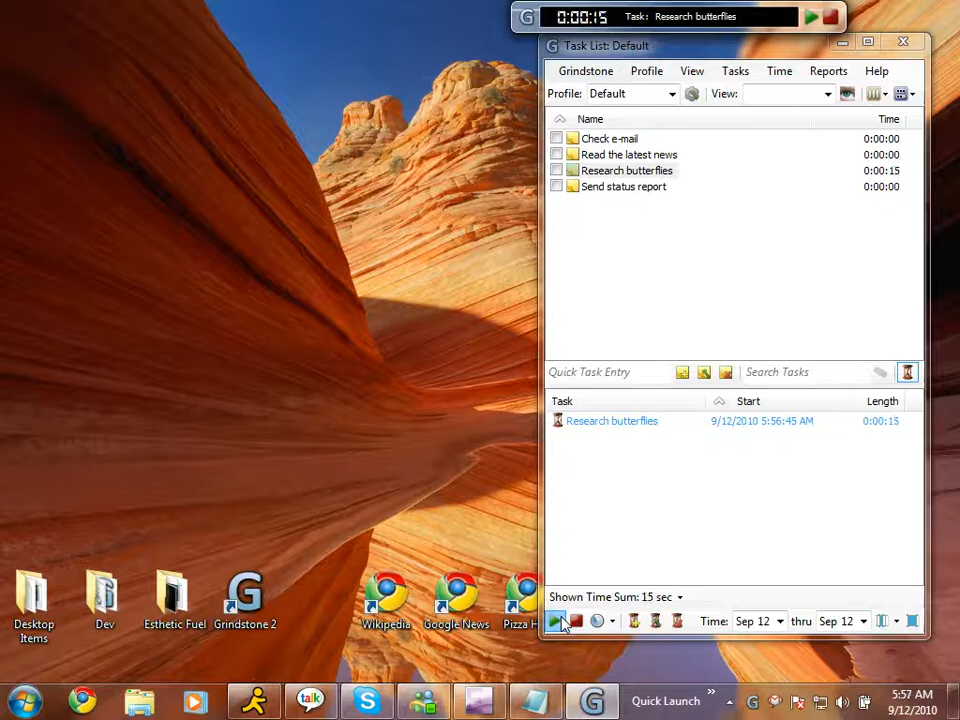 0:00:15 Task: Research butterflies
Task List: Default
Grindstone Profile View Tasks Time Reports Help
Profile: Default View:
Name Time
Check e-mail 0:00:00
Read the latest news 0:00:00
Research butterflies 0:00:15
Send status report 0:00:00
Quick Task Entry Search Tasks
Task Start Length
Research butterflies 9/12/2010 5:56:45 AM 0:00:15
Shown Time Sum: 15 sec
Time: Sep 12 thru Sep 12
Desktop Items
Dev
Esthetic Fuel
Grindstone 2
Wikipedia
Google News
Pizza H
talk
Quick Launch
5:57 AM
9/12/2010